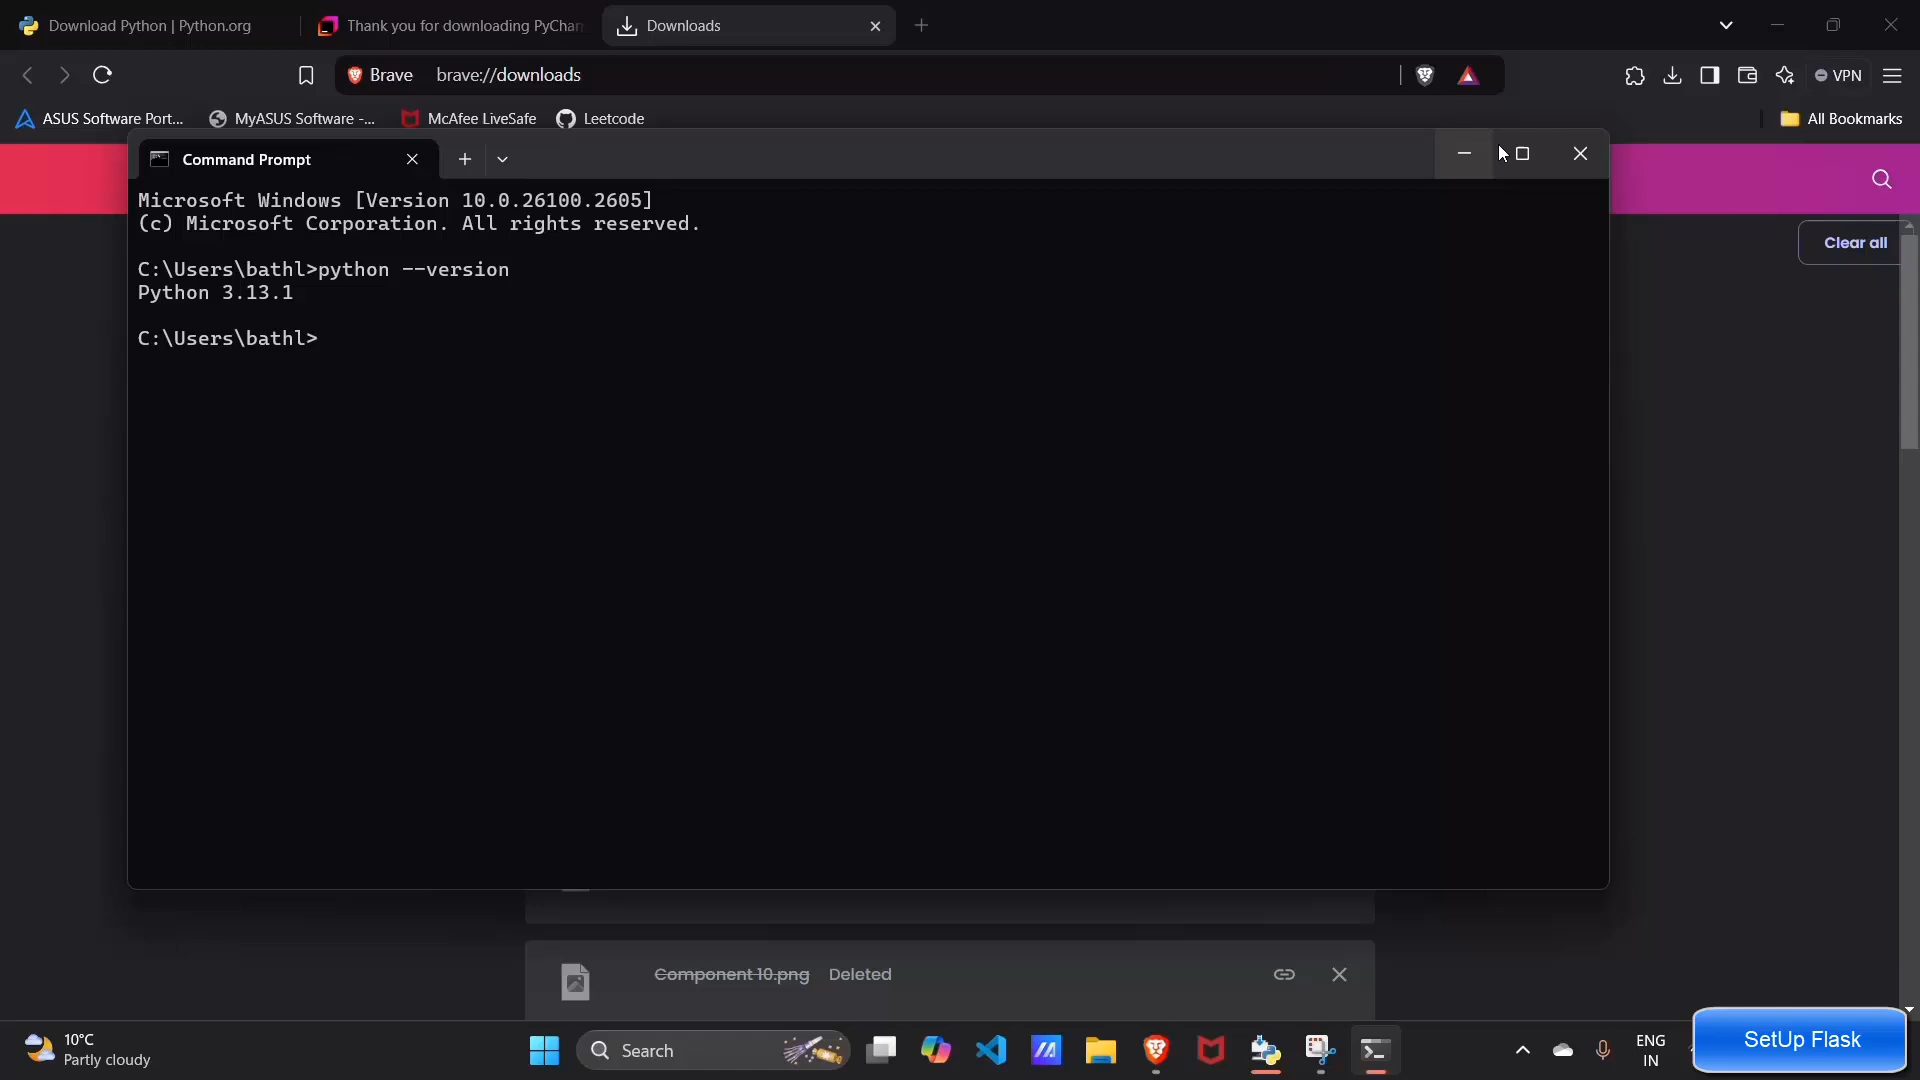 Download Python | Python.org
Thank you for downloading PyChar
Downloads
Brave
brave://downloads
VPN
ASUS Software Port...
MyASUS Software -...
McAfee LiveSafe
Leetcode
All Bookmarks
Command Prompt
Microsoft Windows [Version 10.0.26100.2605]
(c) Microsoft Corporation. All rights reserved.
C:\Users\bathl>python --version
Python 3.13.1
C:\Users\bathl>
Clear all
Component 10.png Deleted
10°C
Partly cloudy
Search
ENG
IN
SetUp Flask